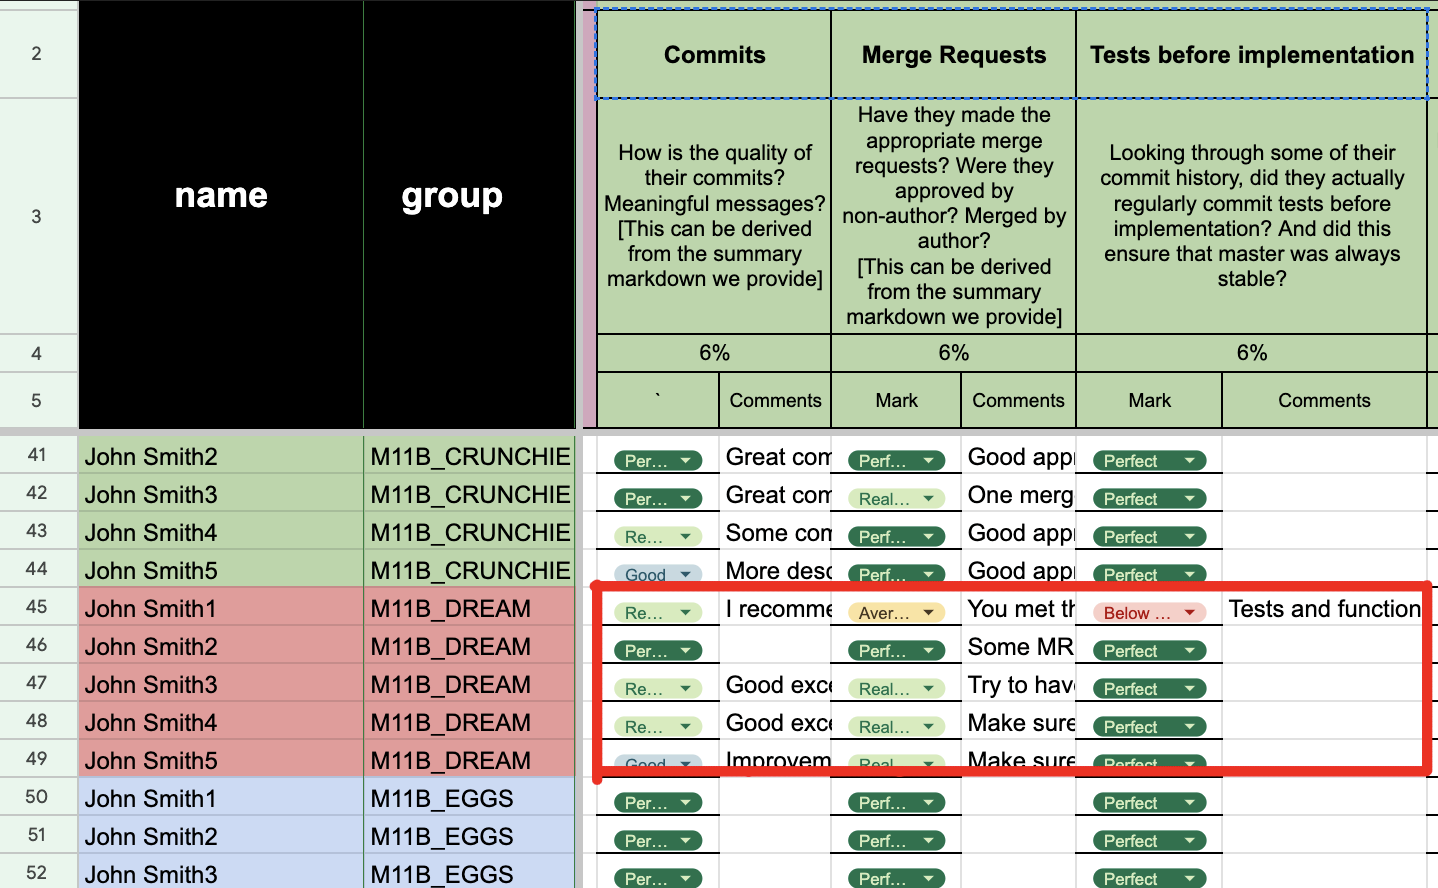 2
Commits
Merge Requests
Tests before implementation
3
name
group
How is the quality of
their commits?
Meaningful messages?
[This can be derived
from the summary
markdown we provide]
Have they made the
appropriate merge
requests? Were they
approved by
non-author? Merged by
author?
[This can be derived
from the summary
markdown we provide]
Looking through some of their
commit history, did they actually
regularly commit tests before
implementation? And did this
ensure that master was always
stable?
4
6%
6%
6%
5
`
Comments
Mark
Comments
Mark
Comments
41 John Smith2 M11B_CRUNCHIE Per... Great com Perf... Good app Perfect
42 John Smith3 M11B_CRUNCHIE Per... Great com Real... One merg Perfect
43 John Smith4 M11B_CRUNCHIE Re... Some com Perf... Good app Perfect
44 John Smith5 M11B_CRUNCHIE Good More desc Perf... Good app Perfect
45 John Smith1 M11B_DREAM Re... I recomme Aver... You met th Below ... Tests and function
46 John Smith2 M11B_DREAM Per... Perf... Some MR Perfect
47 John Smith3 M11B_DREAM Re... Good exce Real... Try to hav Perfect
48 John Smith4 M11B_DREAM Re... Good exce Real... Make sure Perfect
49 John Smith5 M11B_DREAM Good Improvem Real... Make sure Perfect
50 John Smith1 M11B_EGGS Per... Perf... Perfect
51 John Smith2 M11B_EGGS Per... Perf... Perfect
52 John Smith3 M11B_EGGS Per... Perf... Perfect